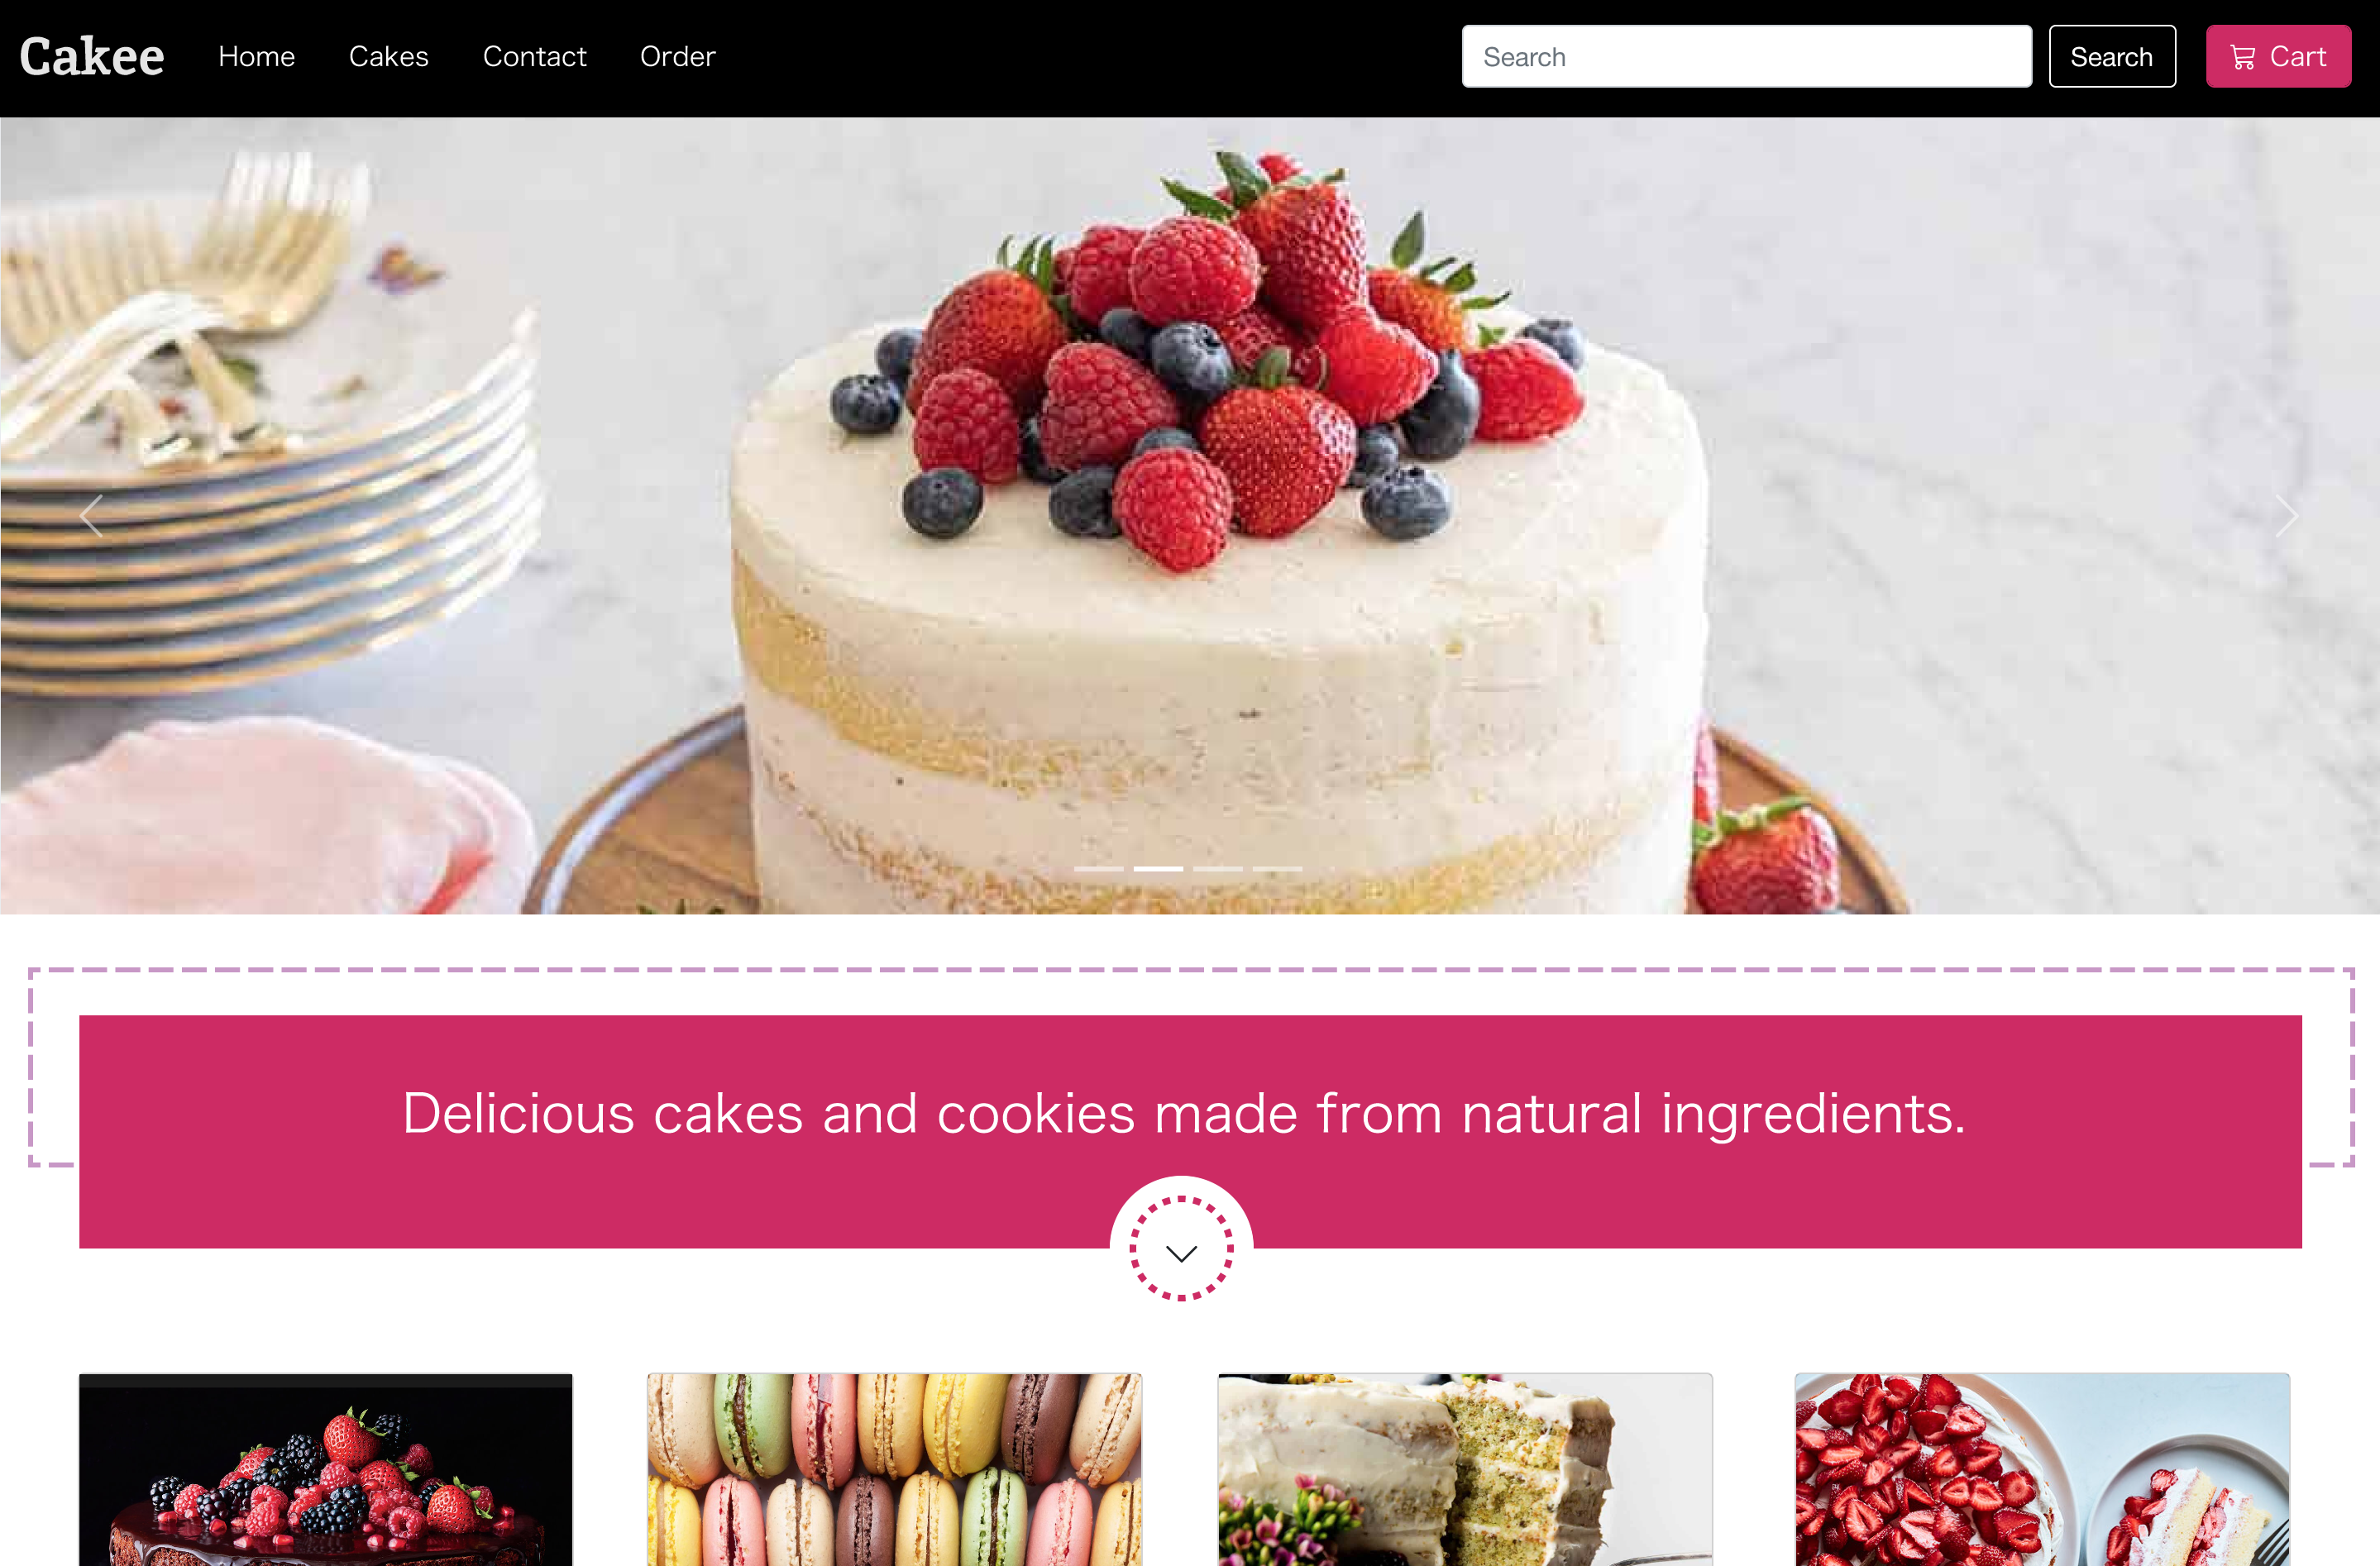 Cakee
Home
Cakes
Contact
Order
Search
Search
Cart
Delicious cakes and cookies made from natural ingredients.